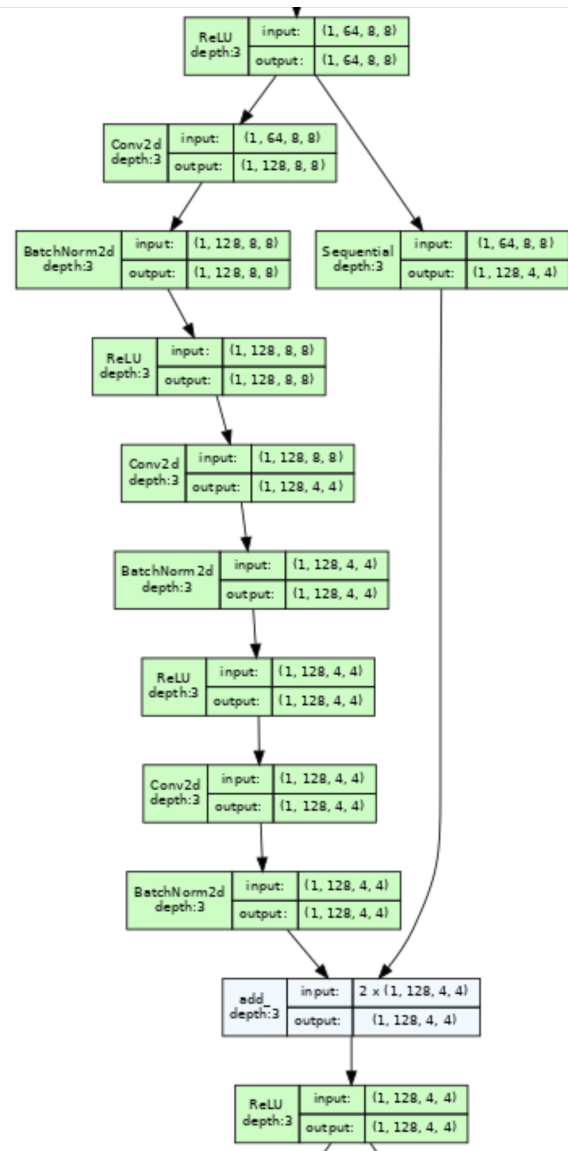 ReLU
depth:3
input:
(1, 64, 8, 8)
output:
(1, 64, 8, 8)
Conv2d
depth:3
input:
(1, 64, 8, 8)
output:
(1, 128, 8, 8)
BatchNorm2d
depth:3
input:
(1, 128, 8, 8)
output:
(1, 128, 8, 8)
Sequential
depth:3
input:
(1, 64, 8, 8)
output:
(1, 128, 4, 4)
ReLU
depth:3
input:
(1, 128, 8, 8)
output:
(1, 128, 8, 8)
Conv2d
depth:3
input:
(1, 128, 8, 8)
output:
(1, 128, 4, 4)
BatchNorm2d
depth:3
input:
(1, 128, 4, 4)
output:
(1, 128, 4, 4)
ReLU
depth:3
input:
(1, 128, 4, 4)
output:
(1, 128, 4, 4)
Conv2d
depth:3
input:
(1, 128, 4, 4)
output:
(1, 128, 4, 4)
BatchNorm2d
depth:3
input:
(1, 128, 4, 4)
output:
(1, 128, 4, 4)
add_
depth:3
input:
2 x (1, 128, 4, 4)
output:
(1, 128, 4, 4)
ReLU
depth:3
input:
(1, 128, 4, 4)
output:
(1, 128, 4, 4)